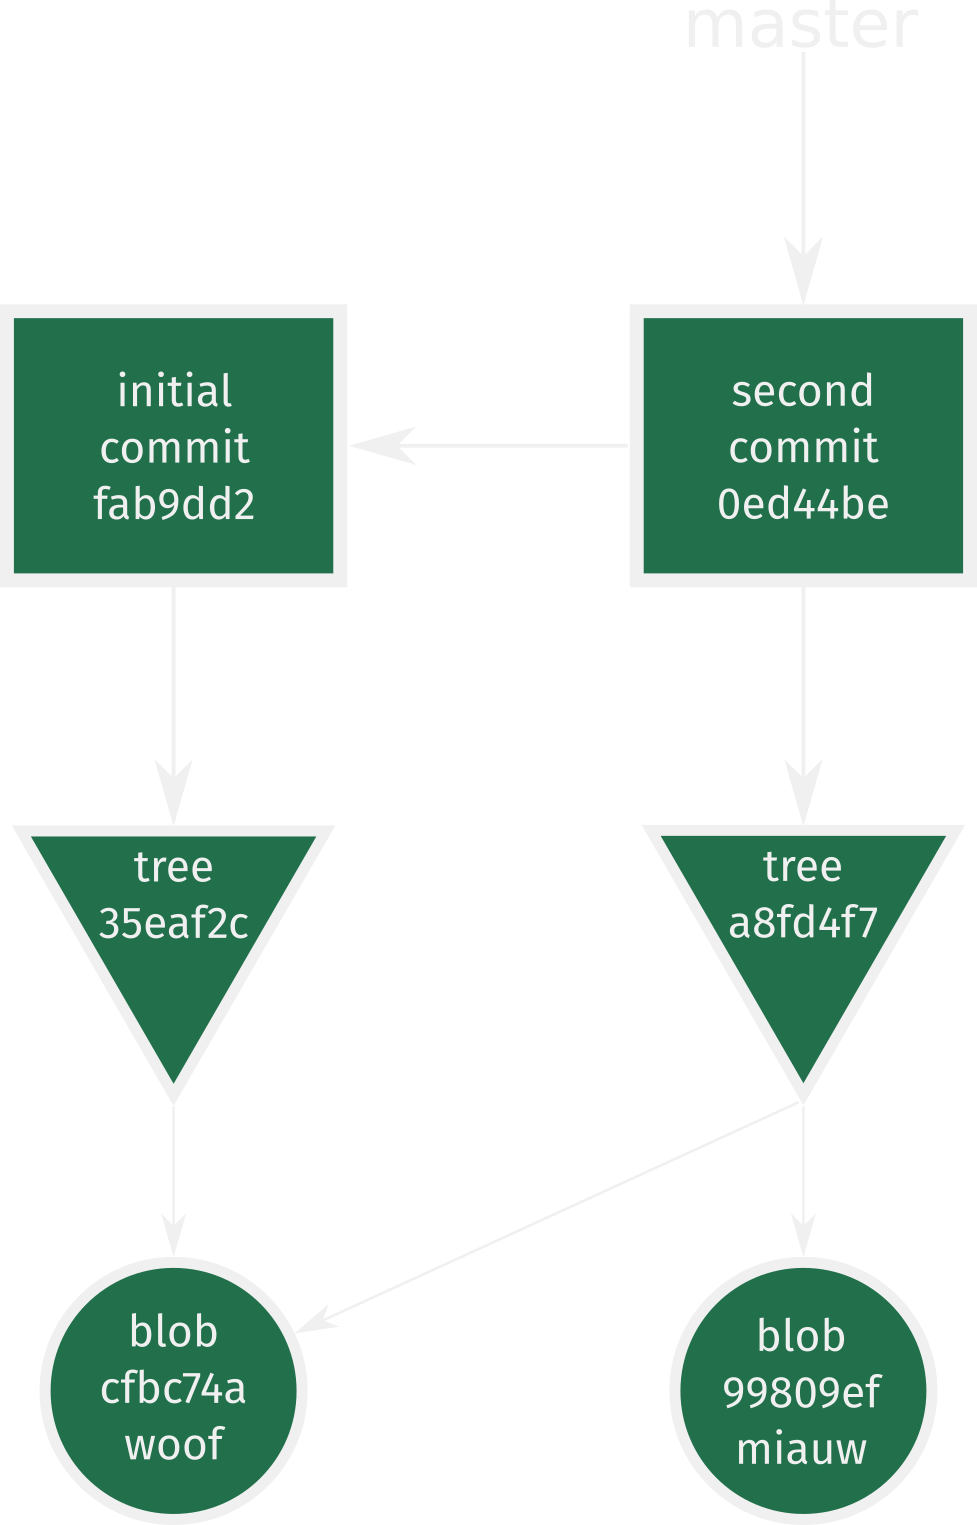 master
initial
commit
fab9dd2
second
commit
0ed44be
tree
35eaf2c
tree
a8fd4f7
blob
cfbc74a
woof
blob
99809ef
miauw